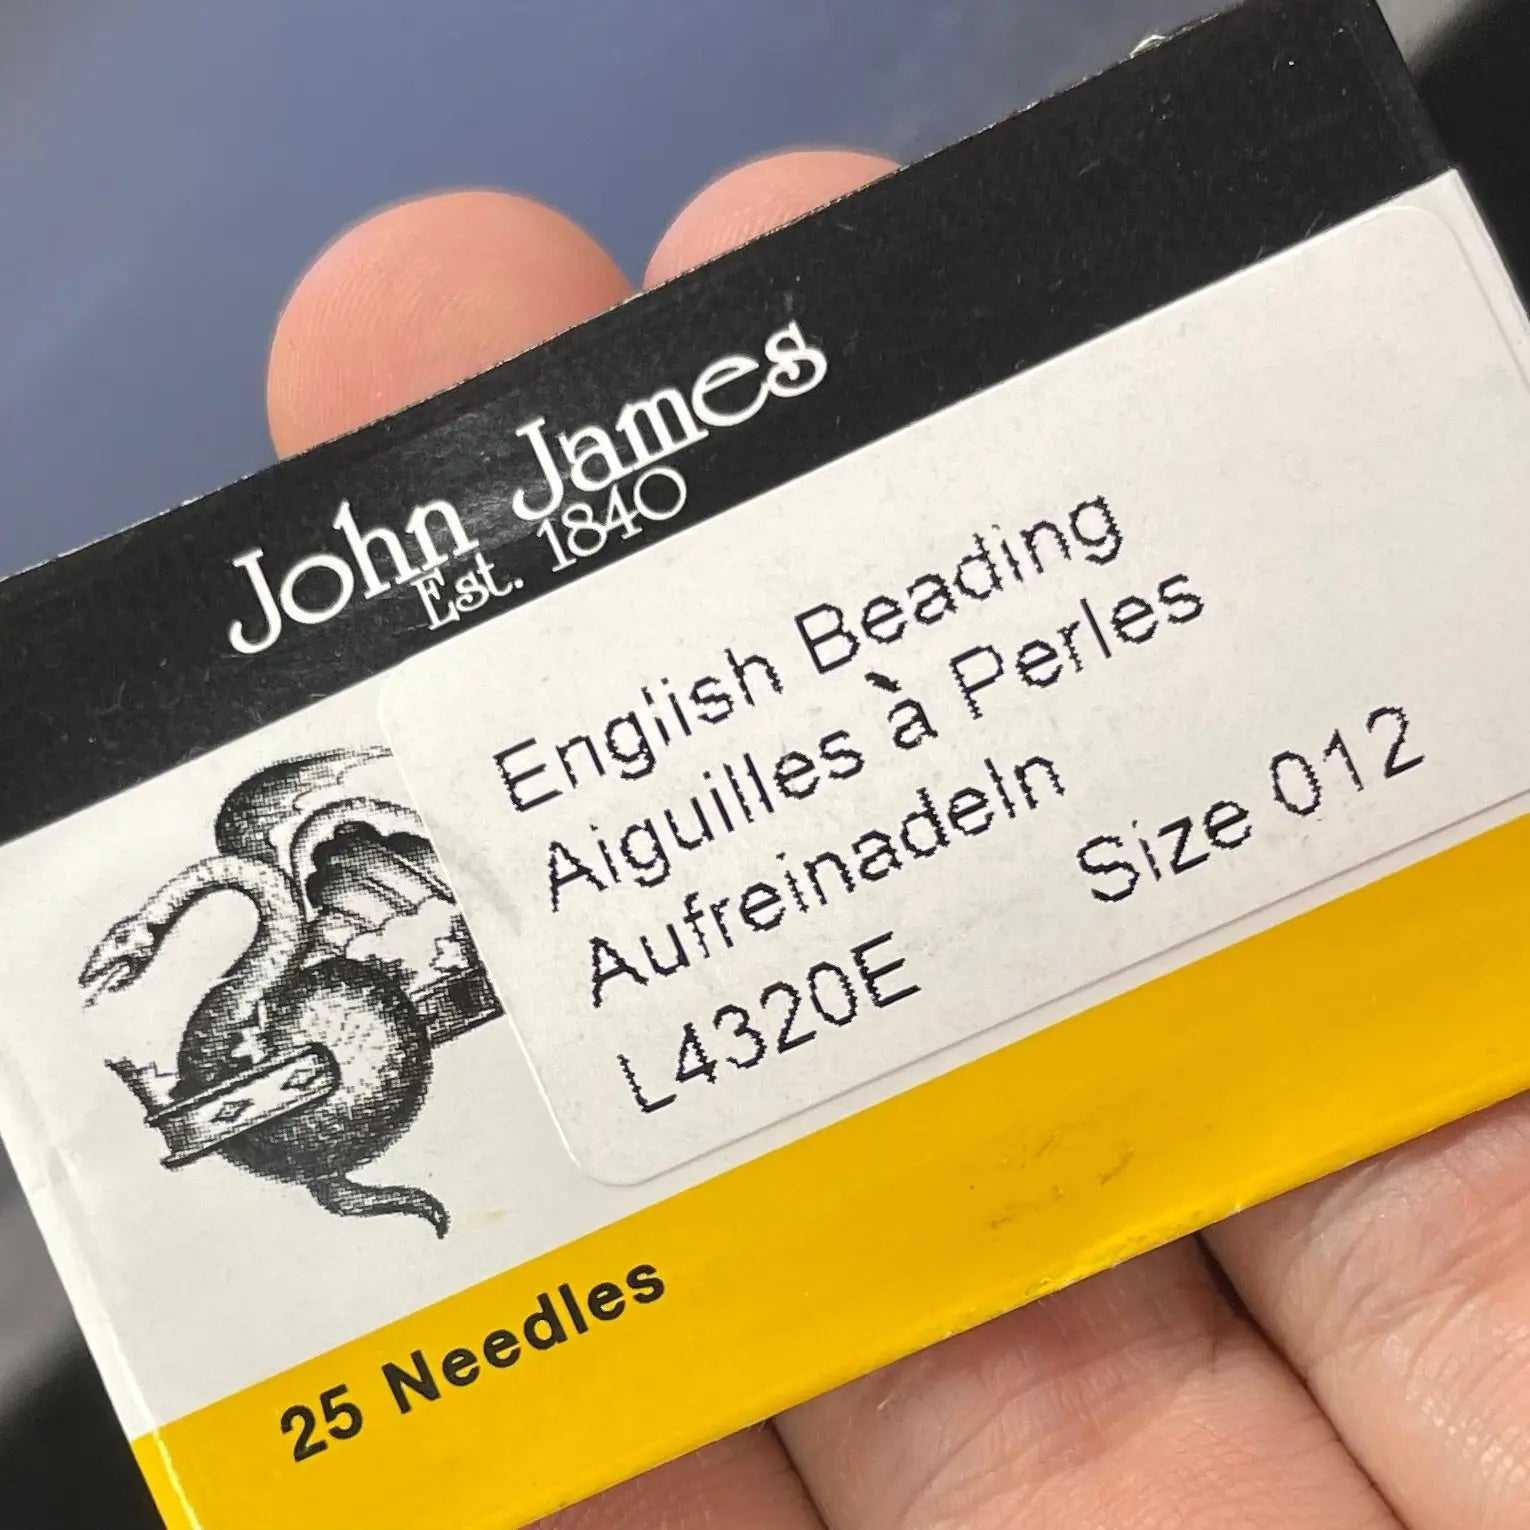 John James
Est. 1840
English Beading
Aiguilles à Perles
Aufreinadeln
Size 012
L4320E
25 Needles